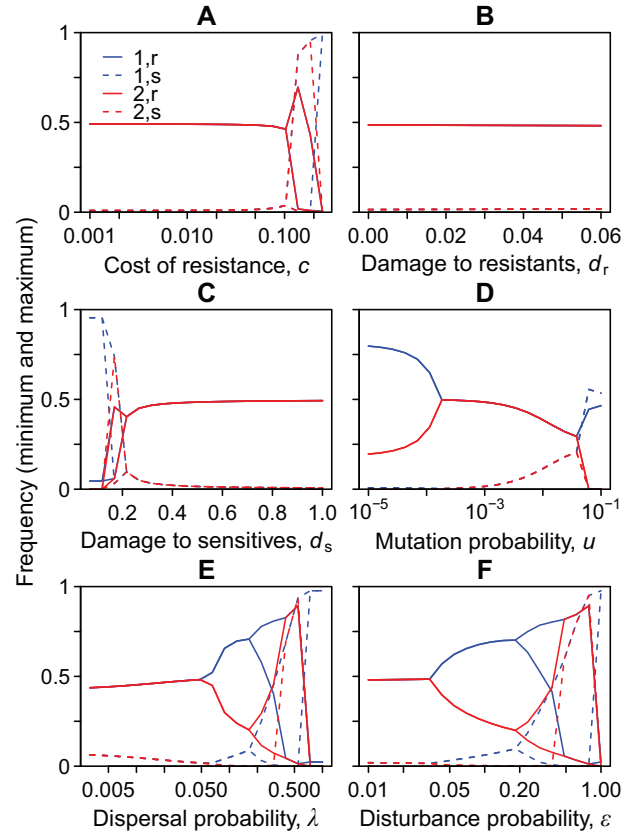 A
B
1,r
1,s
2,r
2,s
0
0.5
1
0.001
0.010
0.100
Cost of resistance, c
0.00
0.02
0.04
0.06
Damage to resistants, dr
Frequency (minimum and maximum)
C
D
0
0.5
1
0.2
0.4
0.6
0.8
1.0
Damage to sensitives, ds
10−5
10−3
10−1
Mutation probability, u
E
F
0
0.5
1
0.005
0.050
0.500
Dispersal probability, λ
0.01
0.05
0.20
1.00
Disturbance probability, ε